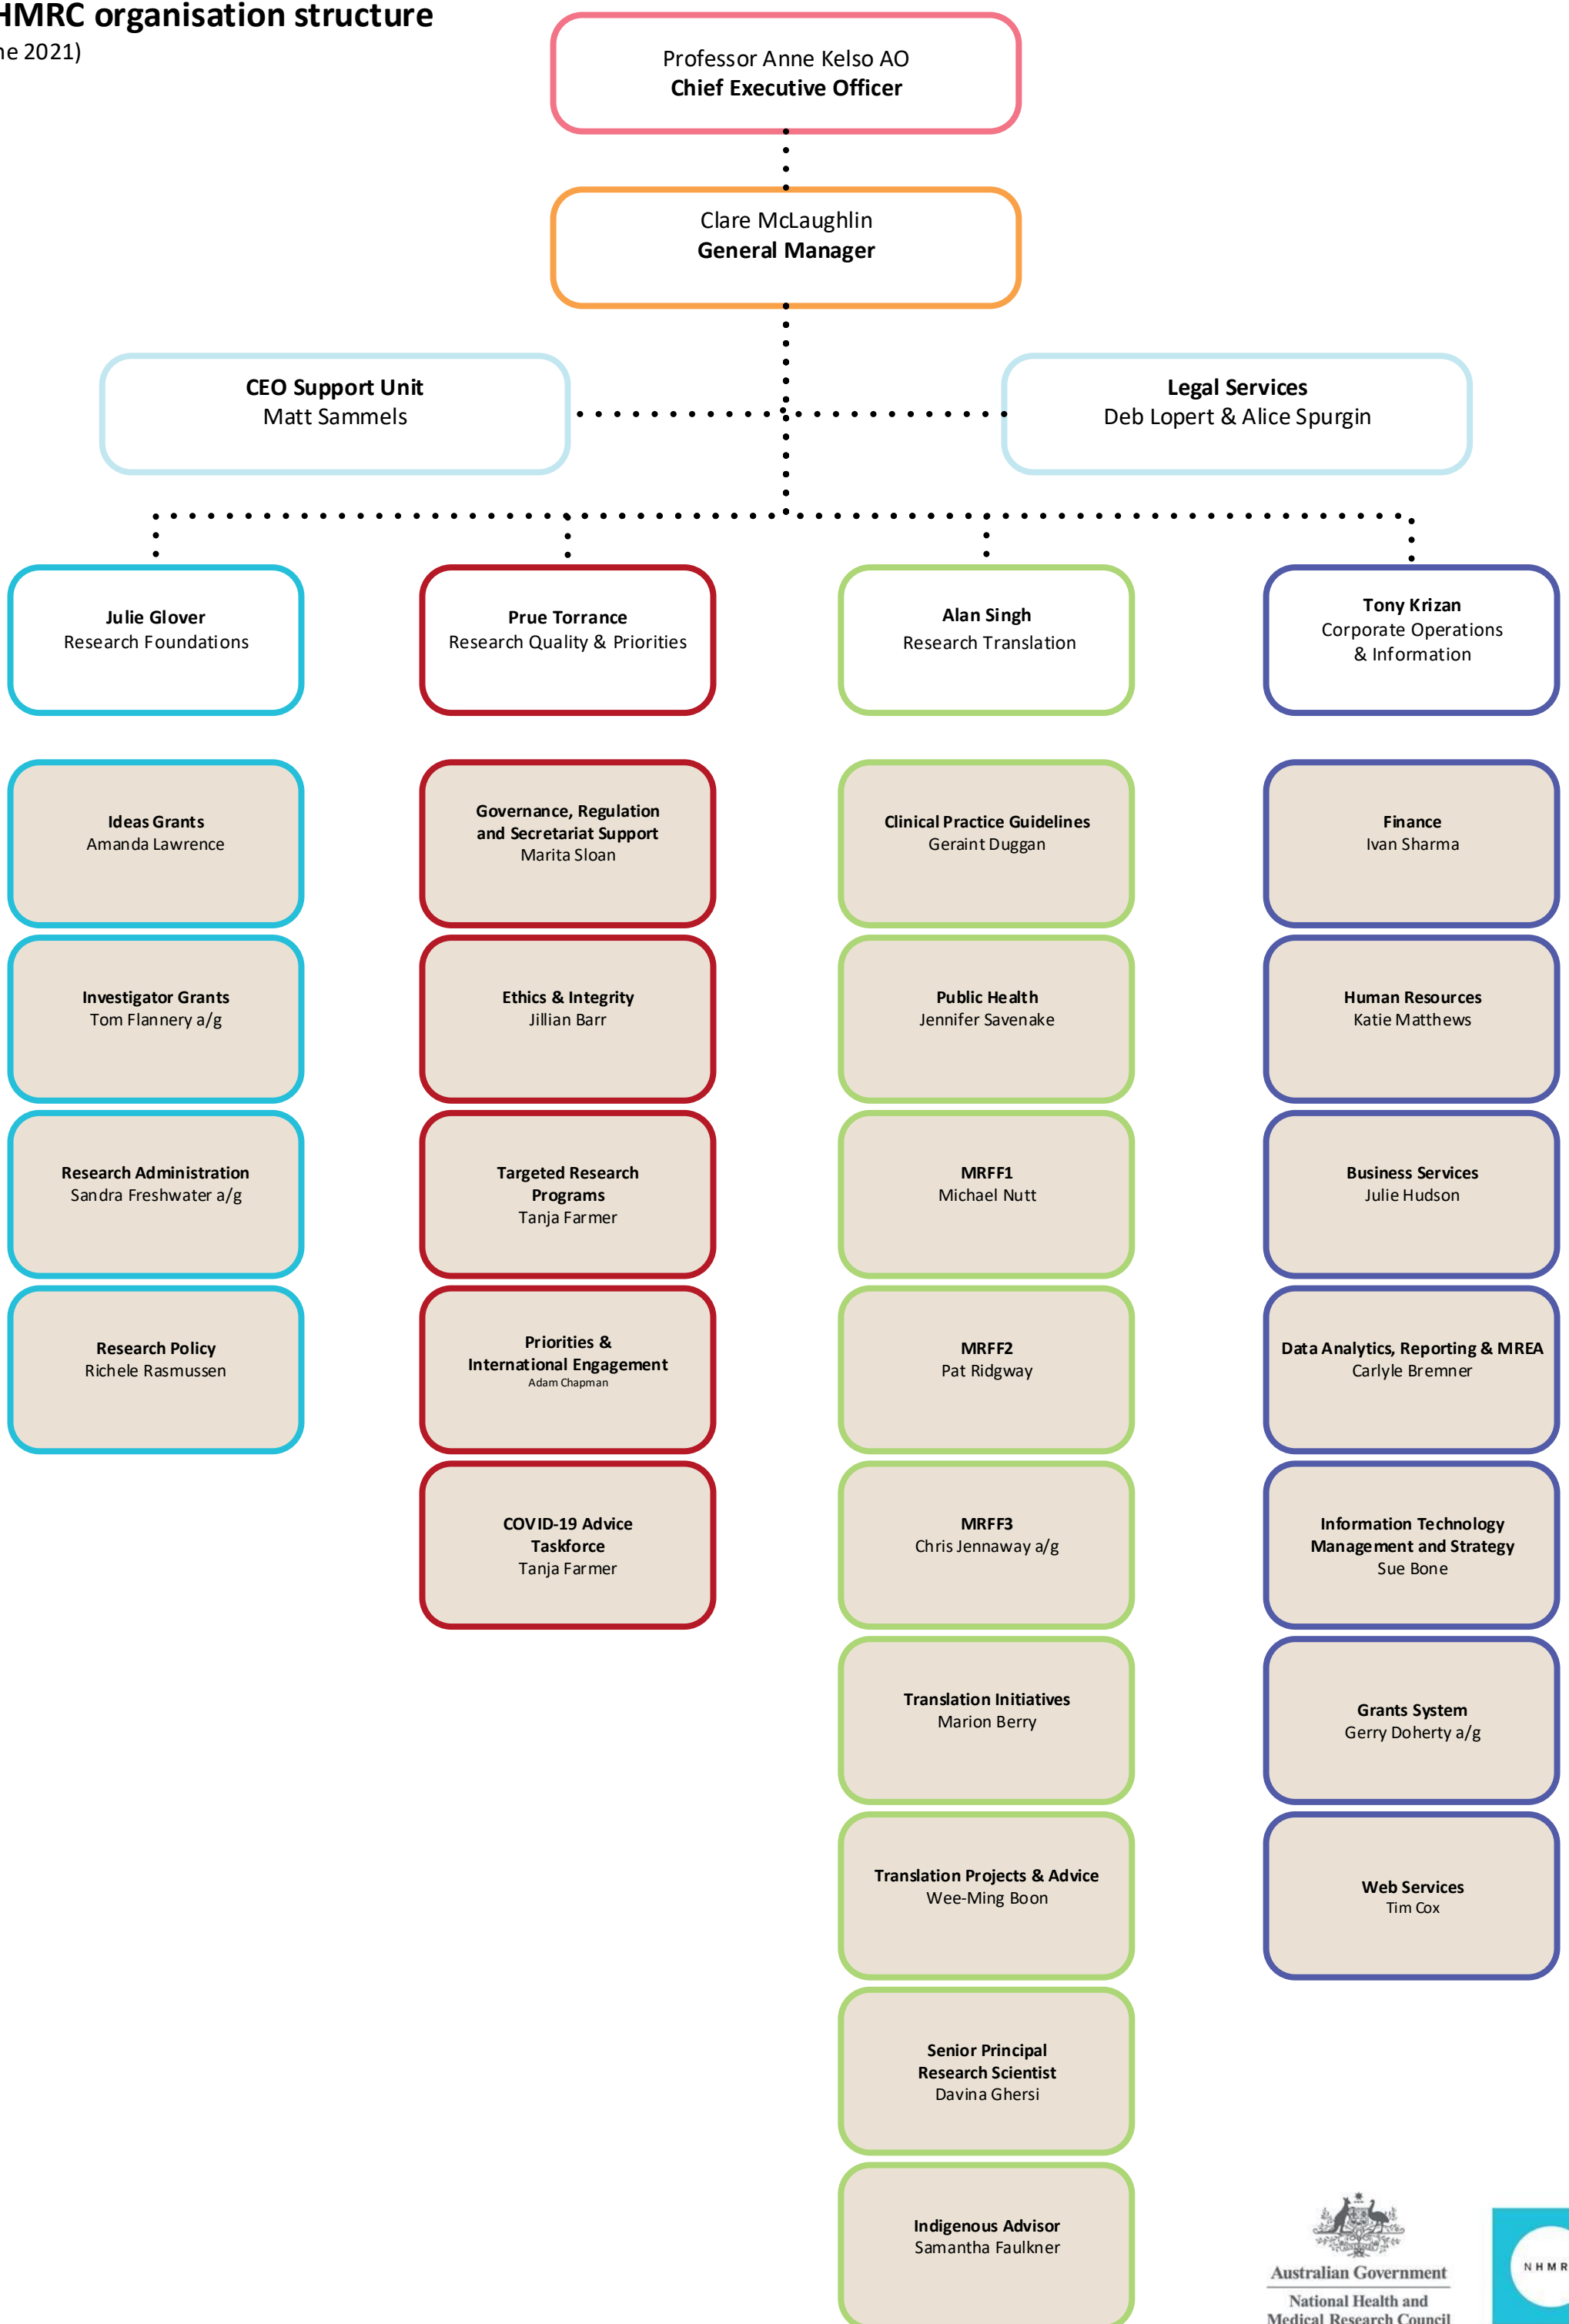 HMRC organisation structure
ne 2021)
Professor Anne Kelso AO
Chief Executive Officer
Clare McLaughlin
General Manager
CEO Support Unit
Matt Sammels
Legal Services
Deb Lopert & Alice Spurgin
Julie Glover
Research Foundations
Prue Torrance
Research Quality & Priorities
Alan Singh
Research Translation
Tony Krizan
Corporate Operations
& Information
Ideas Grants
Amanda Lawrence
Investigator Grants
Tom Flannery a/g
Research Administration
Sandra Freshwater a/g
Research Policy
Richele Rasmussen
Governance, Regulation
and Secretariat Support
Marita Sloan
Ethics & Integrity
Jillian Barr
Targeted Research
Programs
Tanja Farmer
Priorities &
International Engagement
Adam Chapman
COVID-19 Advice
Taskforce
Tanja Farmer
Clinical Practice Guidelines
Geraint Duggan
Public Health
Jennifer Savenake
MRFF1
Michael Nutt
MRFF2
Pat Ridgway
MRFF3
Chris Jennaway a/g
Translation Initiatives
Marion Berry
Translation Projects & Advice
Wee-Ming Boon
Senior Principal
Research Scientist
Davina Ghersi
Indigenous Advisor
Samantha Faulkner
Finance
Ivan Sharma
Human Resources
Katie Matthews
Business Services
Julie Hudson
Data Analytics, Reporting & MREA
Carlyle Bremner
Information Technology
Management and Strategy
Sue Bone
Grants System
Gerry Doherty a/g
Web Services
Tim Cox
Australian Government
National Health and
Medical Research Council
NHMR